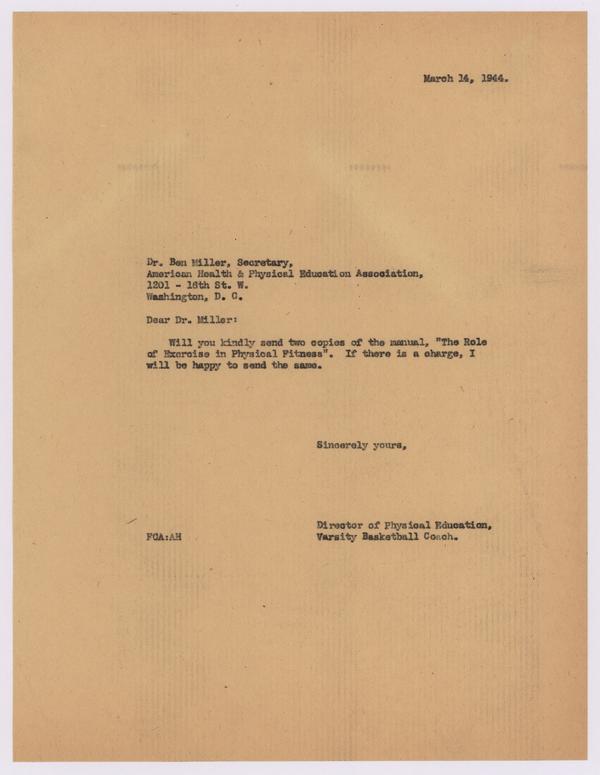 March 14, 1944.
Dr. Ben Miller, Secretary,
American Health & Physical Education Association,
1201 - 16th St. W.
Washington, D. C.
Dear Dr. Miller:
Will you kindly send two copies of the manual, "The Role
of Exercise in Physical Fitness". If there is a charge, I
will be happy to send the same.
Sincerely yours,
Director of Physical Education,
FCA:AH Varsity Basketball Coach.